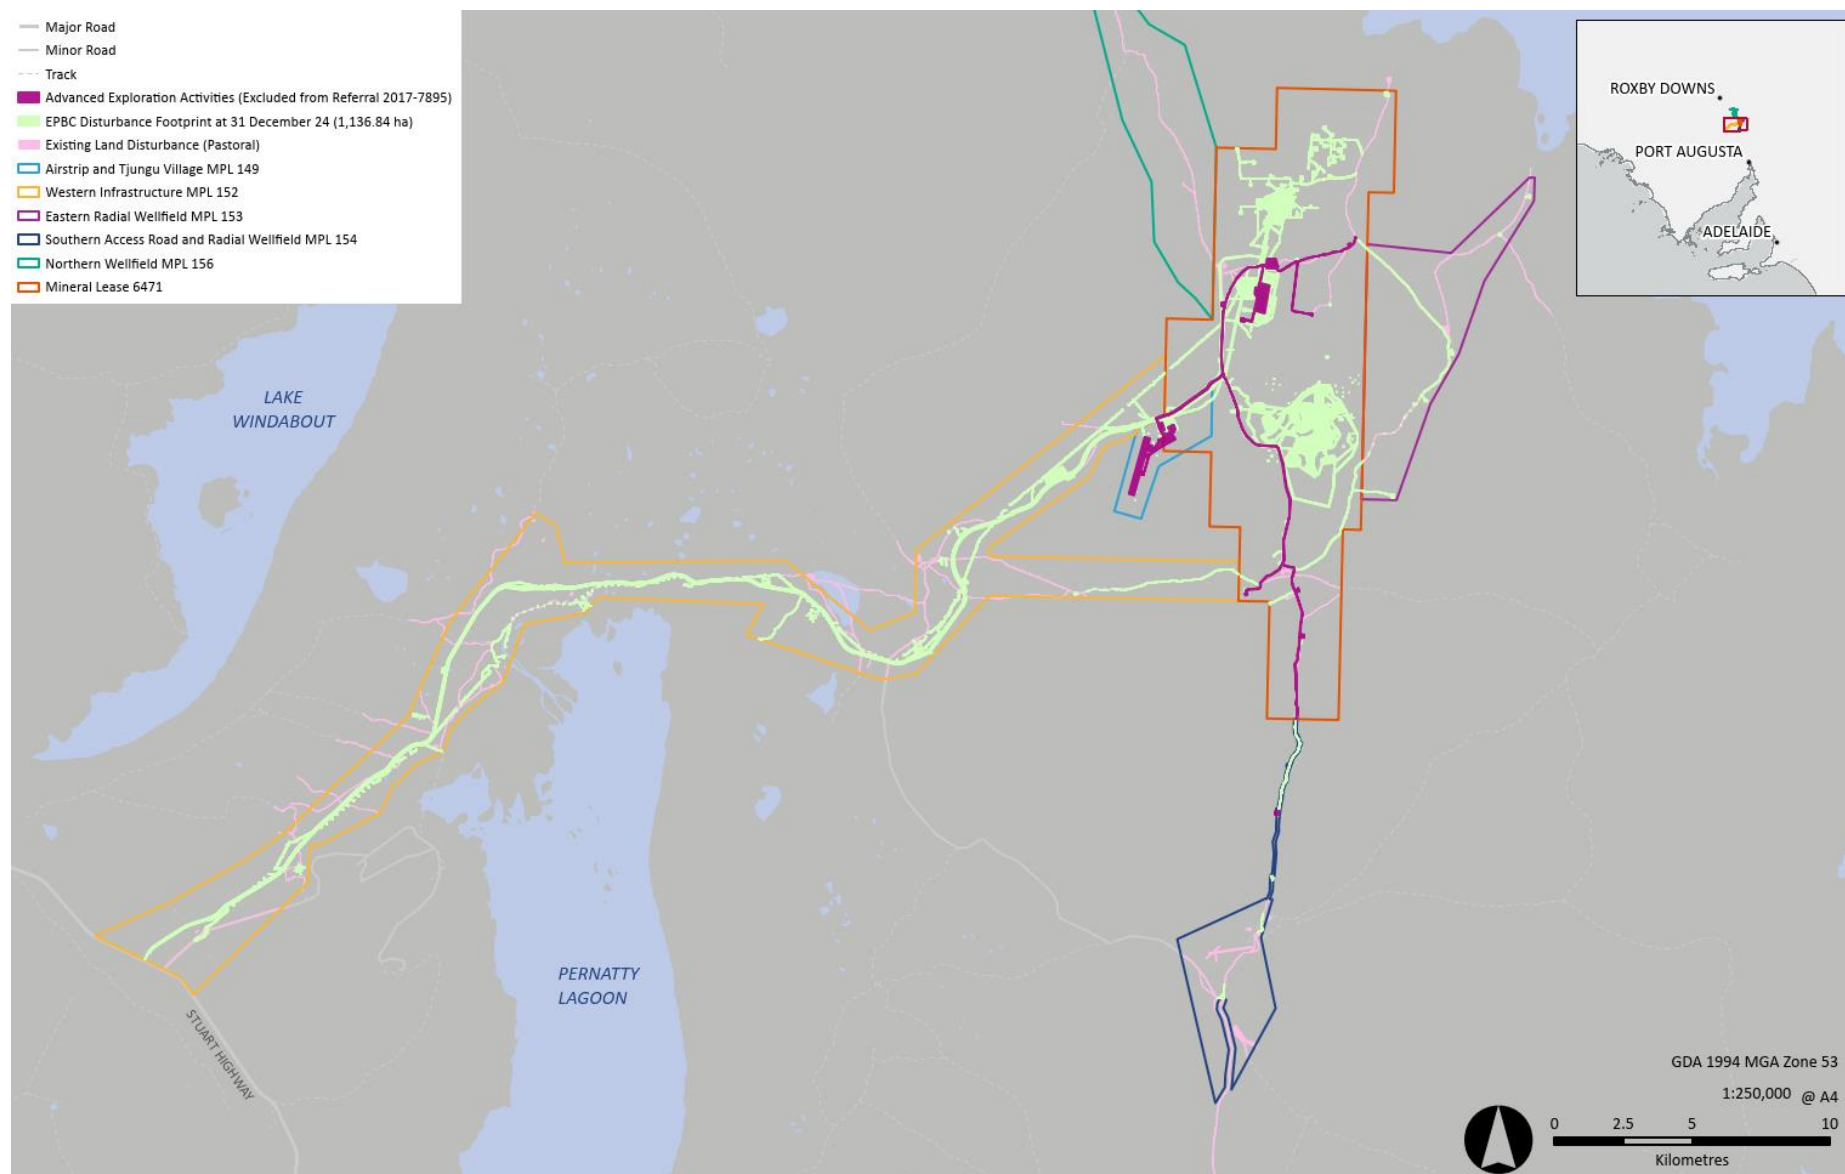 Major Road
Minor Road
Track
Advanced Exploration Activities (Excluded from Referral 2017-7895)
EPBC Disturbance Footprint at 31 December 24 (1,136.84 ha)
Existing Land Disturbance (Pastoral)
Airstrip and Tjungu Village MPL 149
Western Infrastructure MPL 152
Eastern Radial Wellfield MPL 153
Southern Access Road and Radial Wellfield MPL 154
Northern Wellfield MPL 156
Mineral Lease 6471
ROXBY DOWNS
PORT AUGUSTA
ADELAIDE
LAKE
WINDABOUT
PERNATTY
LAGOON
STUART HIGHWAY
GDA 1994 MGA Zone 53
1:250,000 @ A4
0 2.5 5 10
Kilometres